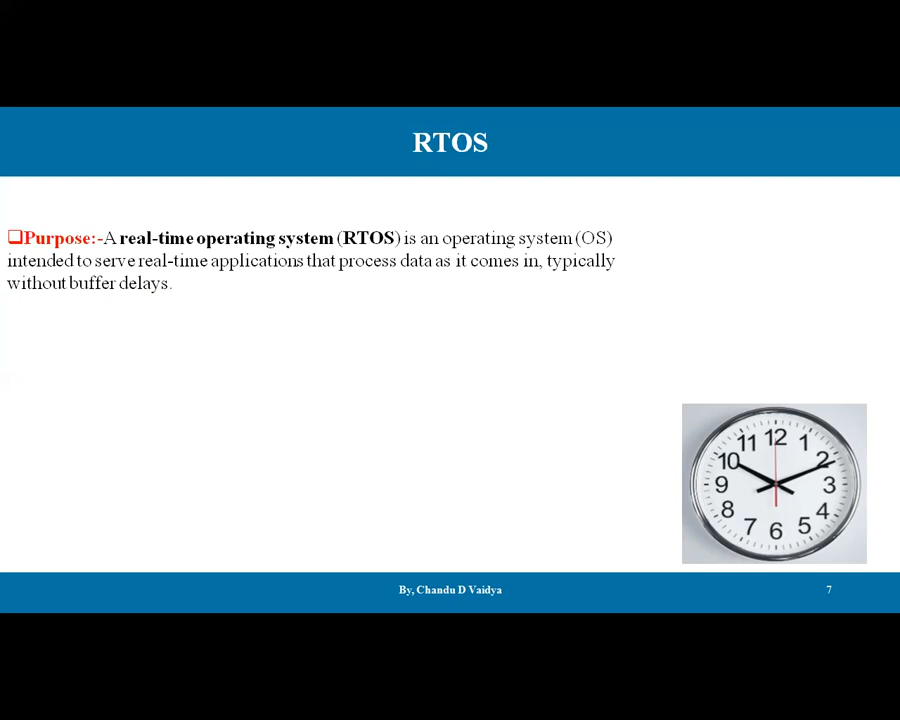 RTOS
❑Purpose:-A real-time operating system (RTOS) is an operating system (OS)
intended to serve real-time applications that process data as it comes in, typically
without buffer delays.
12
11 1
10 2
9 3
8 4
7 5
6
By, Chandu D Vaidya 7